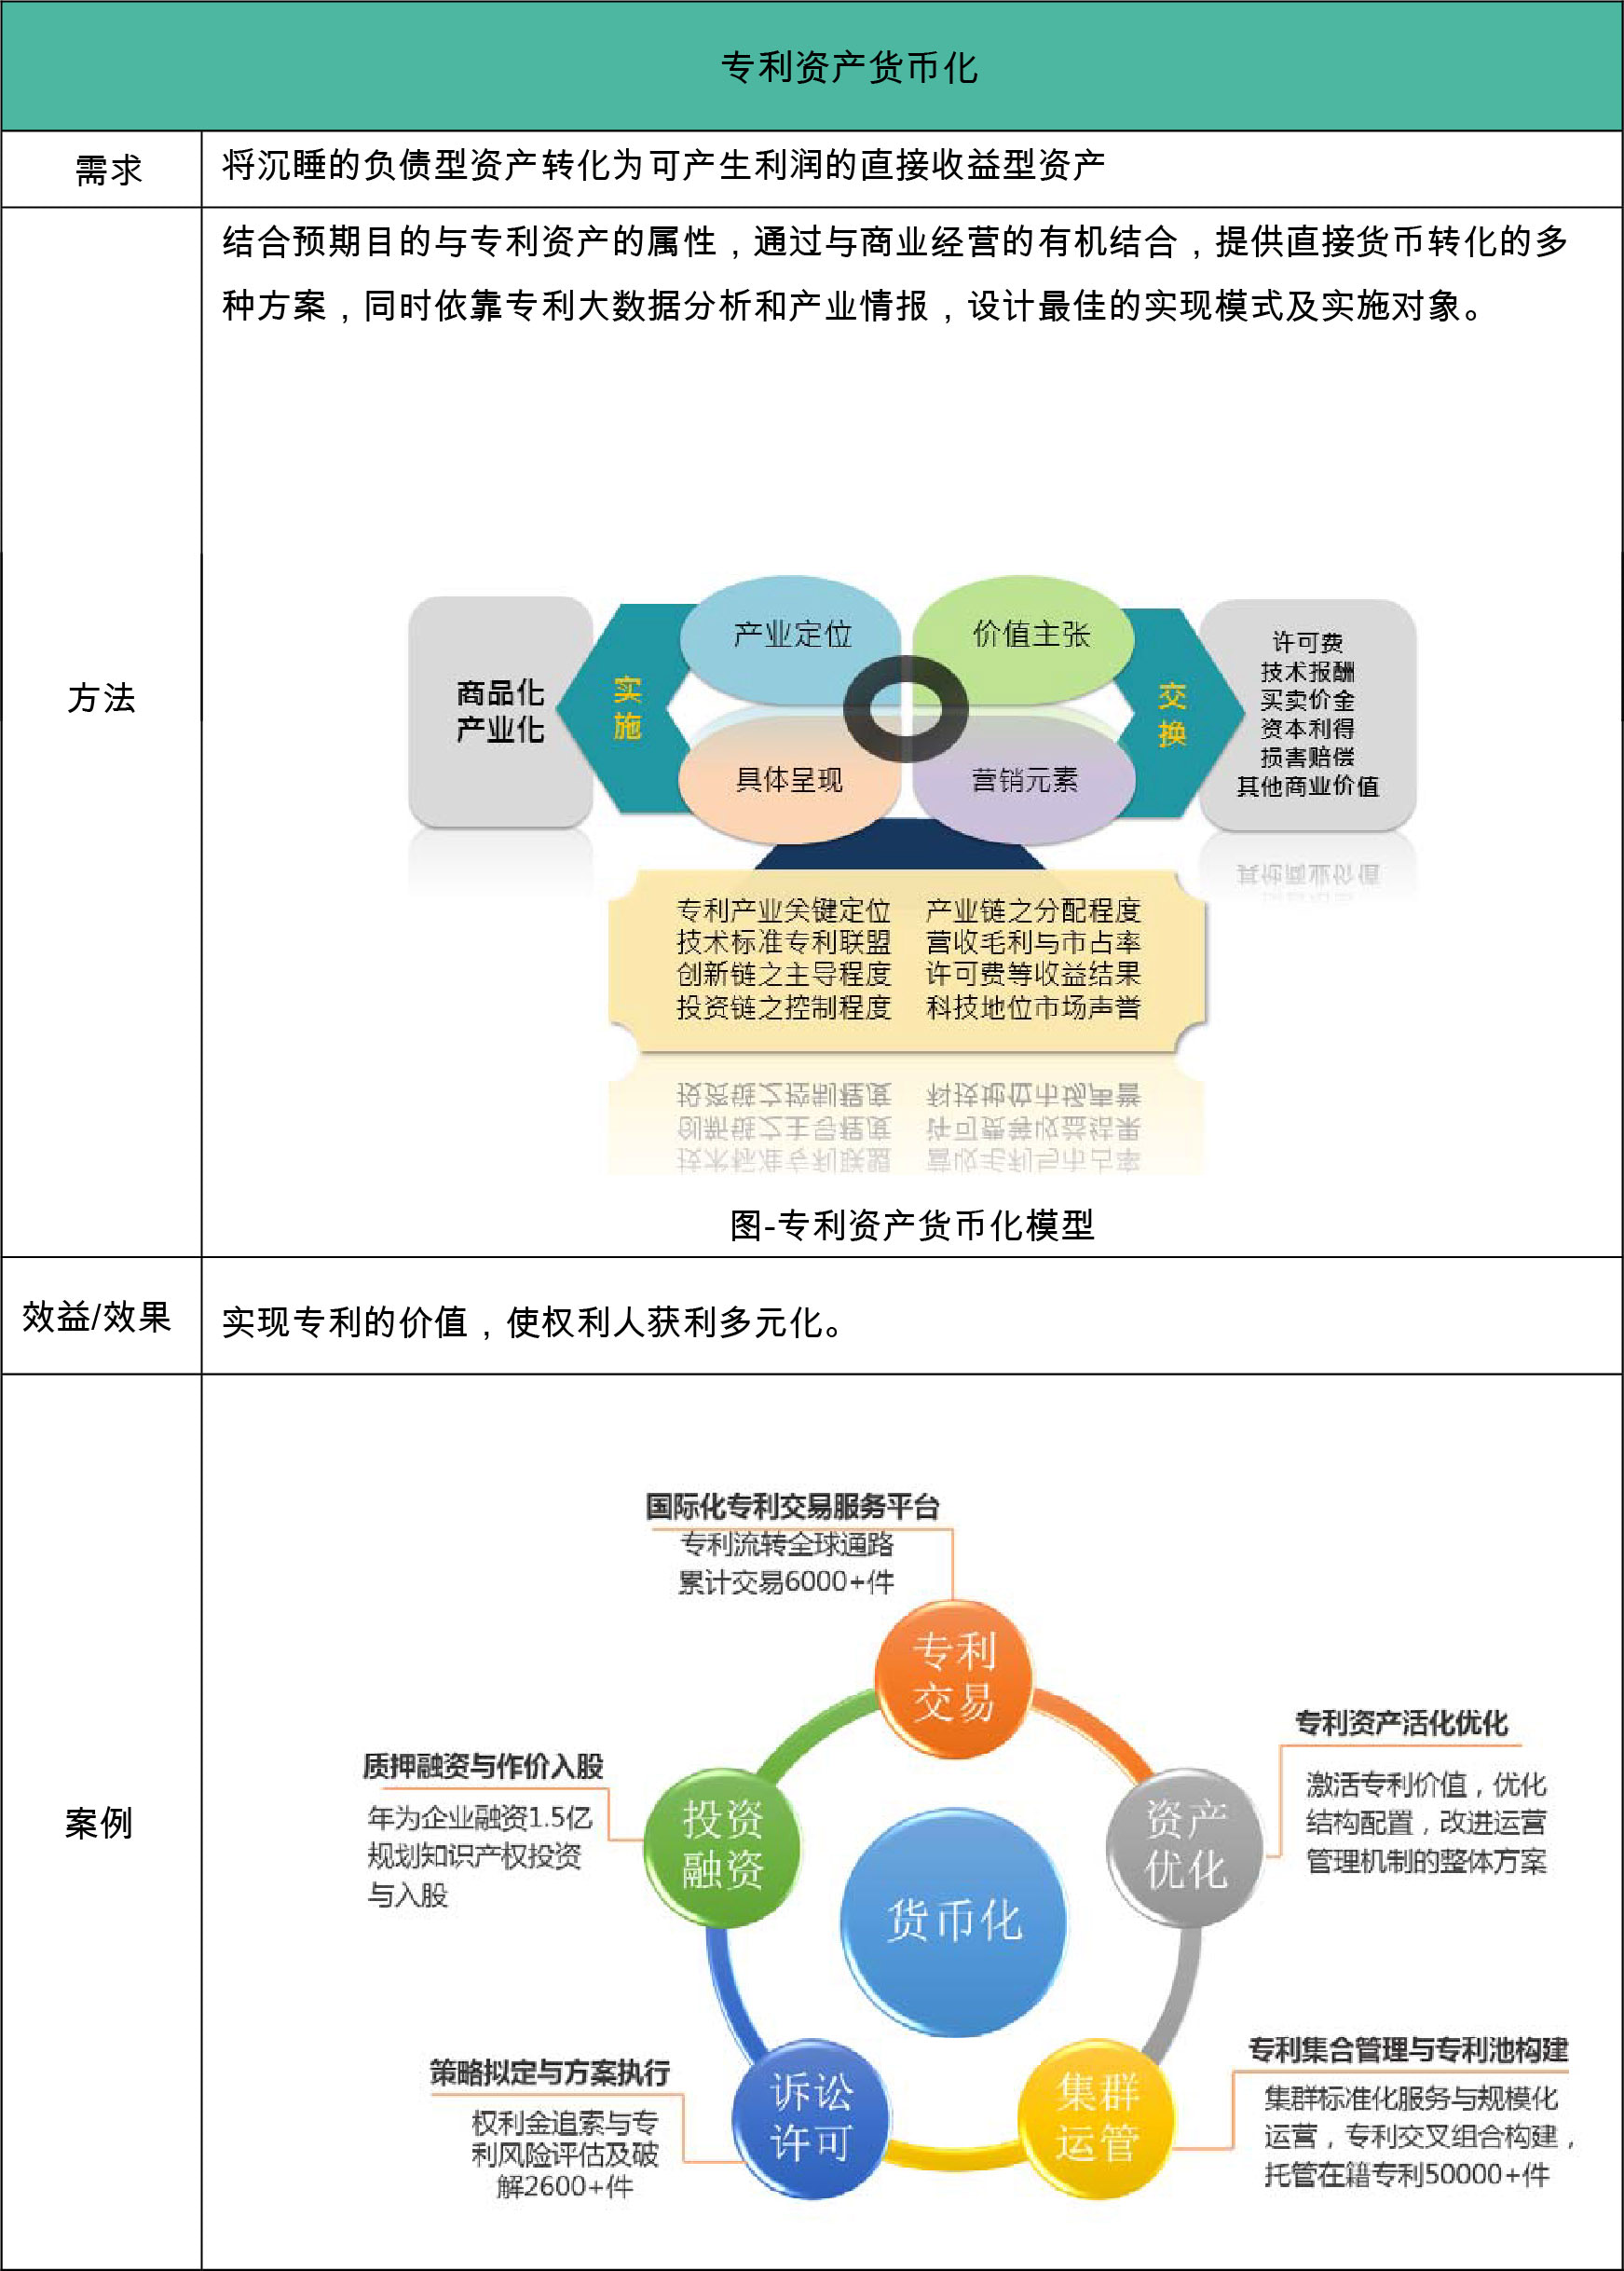 专利资产货币化
需求
将沉睡的负债型资产转化为可产生利润的直接收益型资产
方法
结合预期目的与专利资产的属性，通过与商业经营的有机结合，提供直接货币转化的多
种方案，同时依靠专利大数据分析和产业情报，设计最佳的实现模式及实施对象。
商品化
产业化
实
施
产业定位
价值主张
具体呈现
营销元素
交
换
许可费
技术报酬
买卖价金
资本利得
损害赔偿
其他商业价值
专利产业关键定位
技术标准专利联盟
创新链之主导程度
投资链之控制程度
产业链之分配程度
营收毛利与市占率
许可费等收益结果
科技地位市场声誉
图-专利资产货币化模型
效益/效果
实现专利的价值，使权利人获利多元化。
案例
国际化专利交易服务平台
专利流转全球通路
累计交易6000+件
专利
交易
专利资产活化优化
激活专利价值，优化
结构配置，改进运营
管理机制的整体方案
资产
优化
质押融资与作价入股
年为企业融资1.5亿
规划知识产权投资
与入股
投资
融资
货币化
策略拟定与方案执行
权利金追索与专
利风险评估及破
解2600+件
诉讼
许可
集群
运管
专利集合管理与专利池构建
集群标准化服务与规模化
运营，专利交叉组合构建，
托管在籍专利50000+件